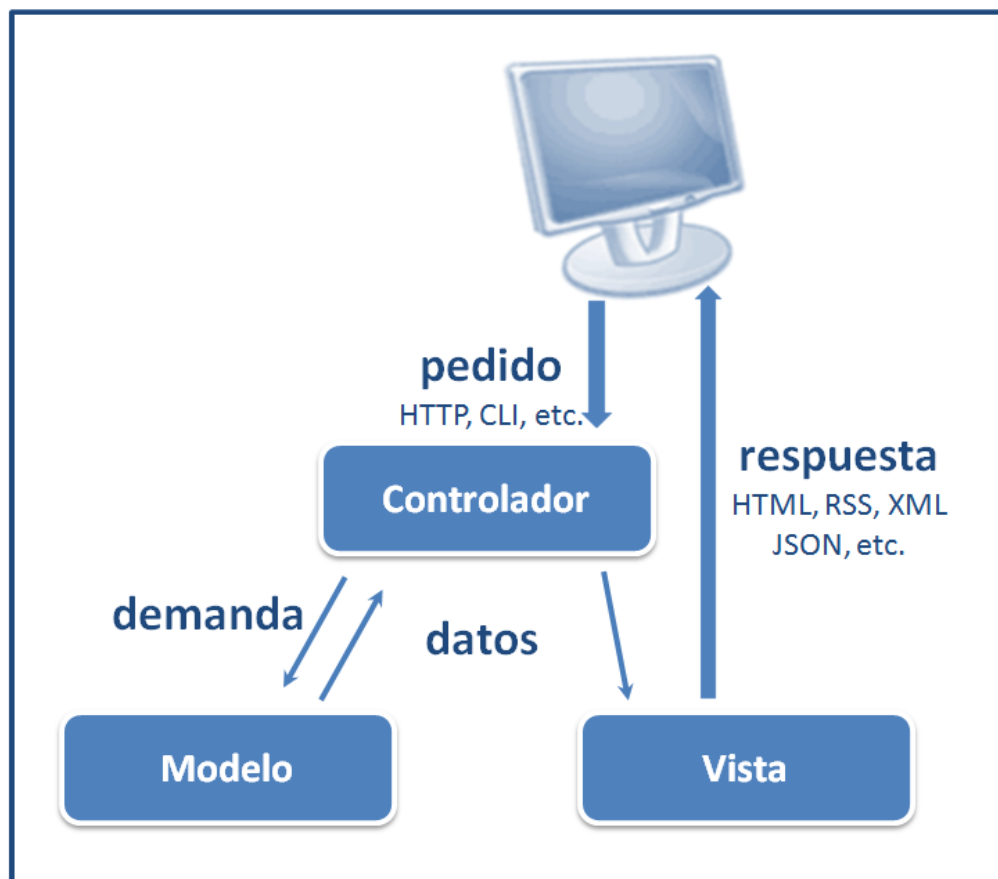 pedido
HTTP, CLI, etc.
Controlador
respuesta
HTML, RSS, XML
JSON, etc.
demanda
datos
Modelo
Vista